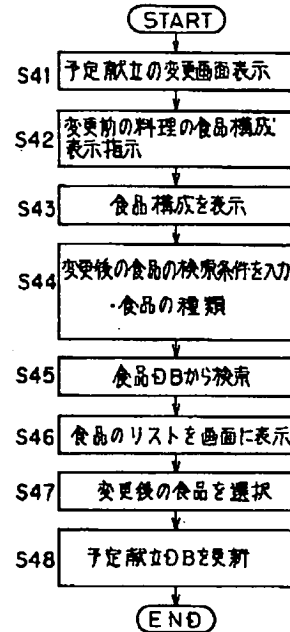 START
S41 予定献立の変更画面表示
S42 変更前の料理の食品構成
表示指示
S43 食品構成を表示
S44 変更後の食品の検索条件を入力
・食品の種類
S45 食品DBから検索
S46 食品のリストを画面に表示
S47 変更後の食品を選択
S48 予定献立DBを更新
END